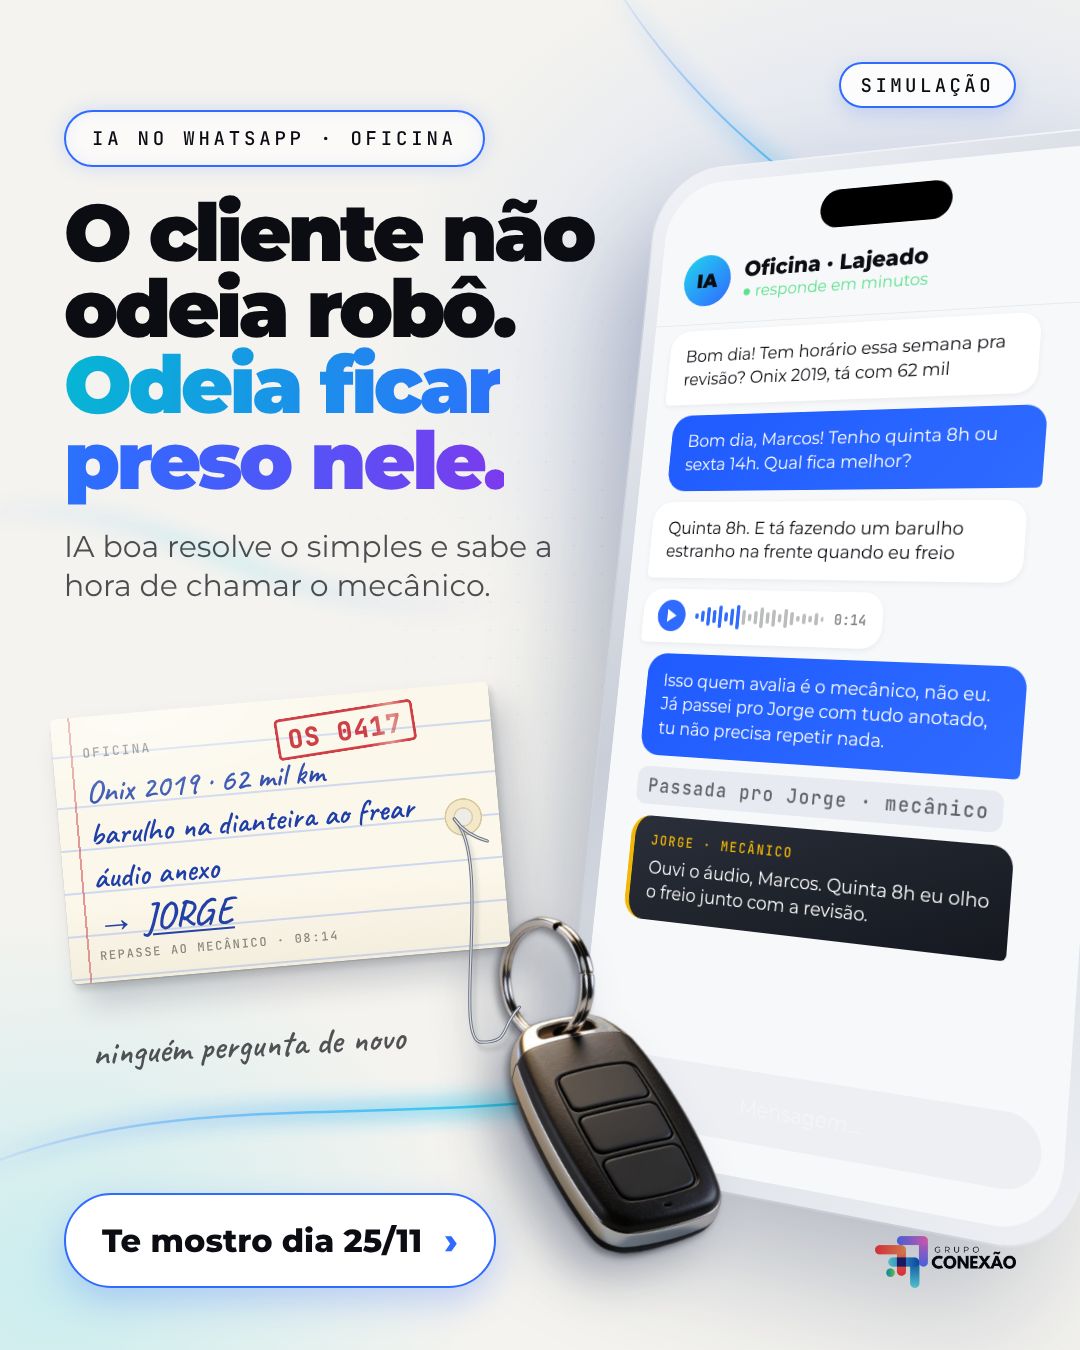 SIMULAÇÃO
IA NO WHATSAPP · OFICINA
O cliente não
odeia robô.
Odeia ficar
preso nele.
IA boa resolve o simples e sabe a
hora de chamar o mecânico.
IA
Oficina · Lajeado
responde em minutos
Bom dia! Tem horário essa semana pra
revisão? Onix 2019, tá com 62 mil
Bom dia, Marcos! Tenho quinta 8h ou
sexta 14h. Qual fica melhor?
Quinta 8h. E tá fazendo um barulho
estranho na frente quando eu freio
0:14
Isso quem avalia é o mecânico, não eu.
Já passei pro Jorge com tudo anotado,
tu não precisa repetir nada.
Passada pro Jorge · mecânico
JORGE · MECÂNICO
Ouvi o áudio, Marcos. Quinta 8h eu olho
o freio junto com a revisão.
Mensagem...
OFICINA
OS 0417
Onix 2019 · 62 mil km
barulho na dianteira ao frear
áudio anexo
→ JORGE
REPASSE AO MECÂNICO · 08:14
ninguém pergunta de novo
Te mostro dia 25/11 ›
GRUPO
CONEXÃO